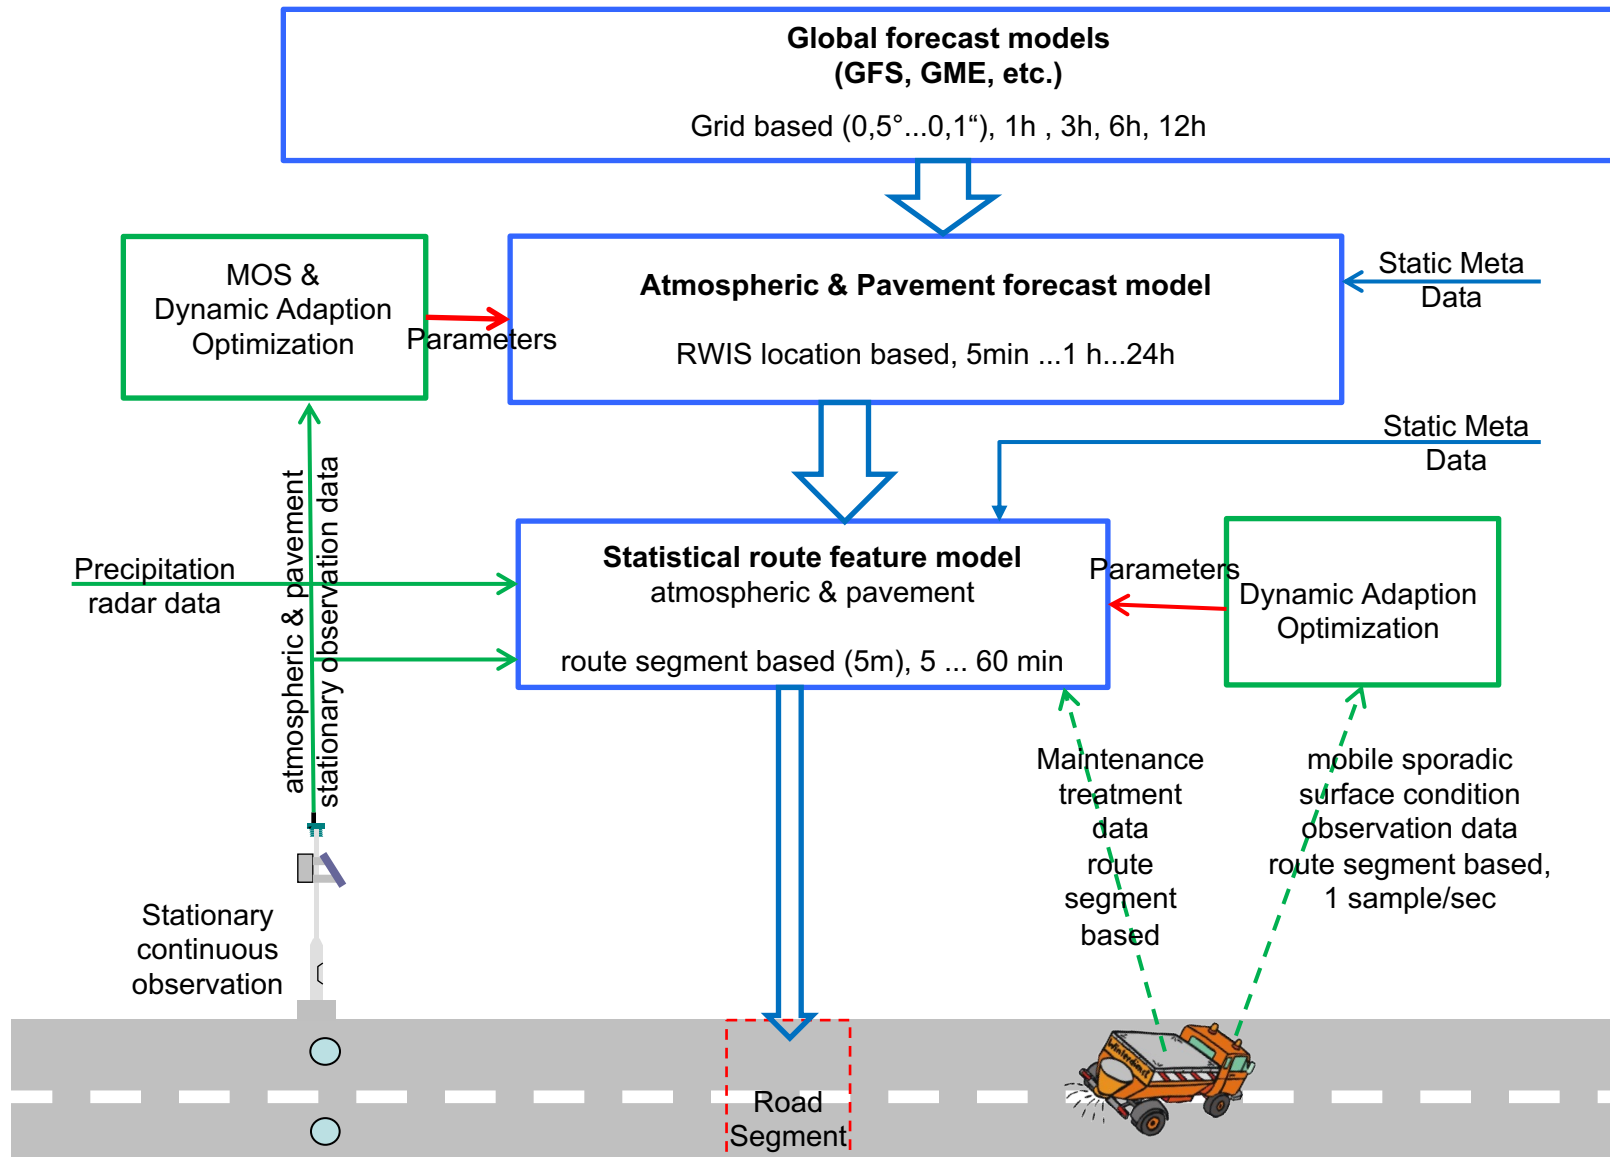 Global forecast models
(GFS, GME, etc.)
Grid based (0,5°...0,1“), 1h , 3h, 6h, 12h
MOS &
Dynamic Adaption
Optimization
Parameters
Atmospheric & Pavement forecast model
RWIS location based, 5min ...1 h...24h
Static Meta
Data
Static Meta
Data
atmospheric & pavement
stationary observation data
Precipitation
radar data
Statistical route feature model
atmospheric & pavement
route segment based (5m), 5 ... 60 min
Parameters
Dynamic Adaption
Optimization
Maintenance
treatment
data
route
segment
based
mobile sporadic
surface condition
observation data
route segment based,
1 sample/sec
Stationary
continuous
observation
Winterdienst
Road
Segment